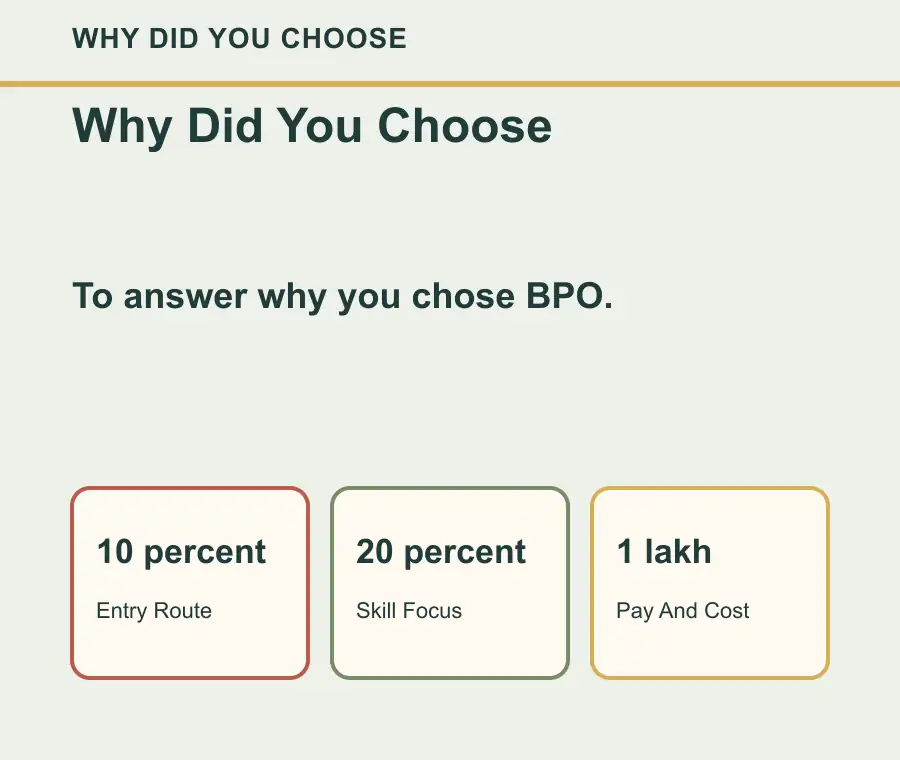 WHY DID YOU CHOOSE
Why Did You Choose
To answer why you chose BPO.
10 percent
Entry Route
20 percent
Skill Focus
1 lakh
Pay And Cost